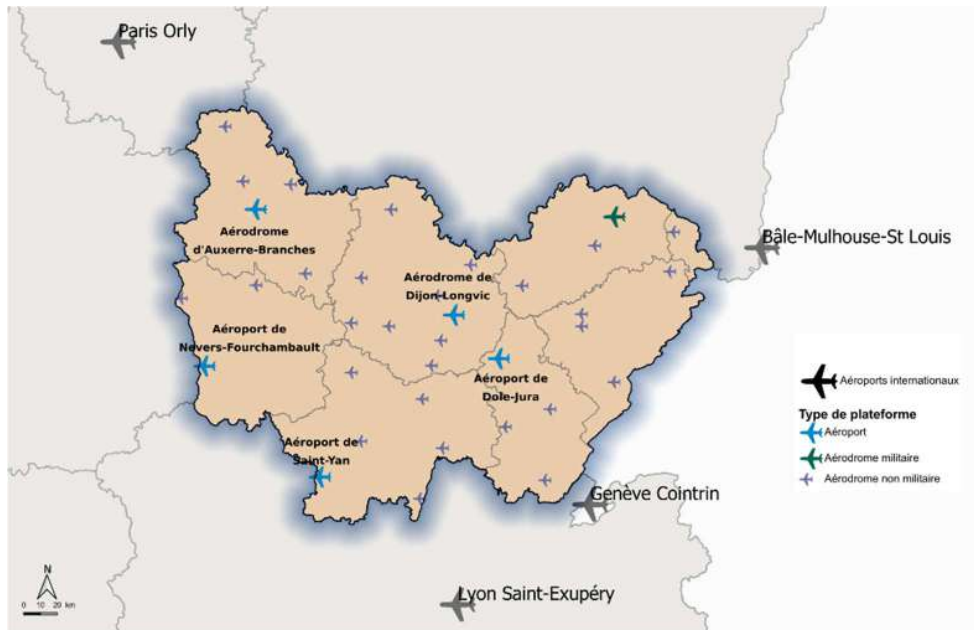 Paris Orly
Aérodrome
d'Auxerre-Branches
Bâle-Mulhouse-St Louis
Aérodrome de
Dijon-Longvic
Aéroport de
Nevers-Fourchambault
Aéroport de
Dole-Jura
Aéroport de
Saint-Yan
Genève Cointrin
Lyon Saint-Exupéry
Aéroports internationaux
Type de plateforme
Aéroport
Aérodrome militaire
Aérodrome non militaire
N
0 10 20 km